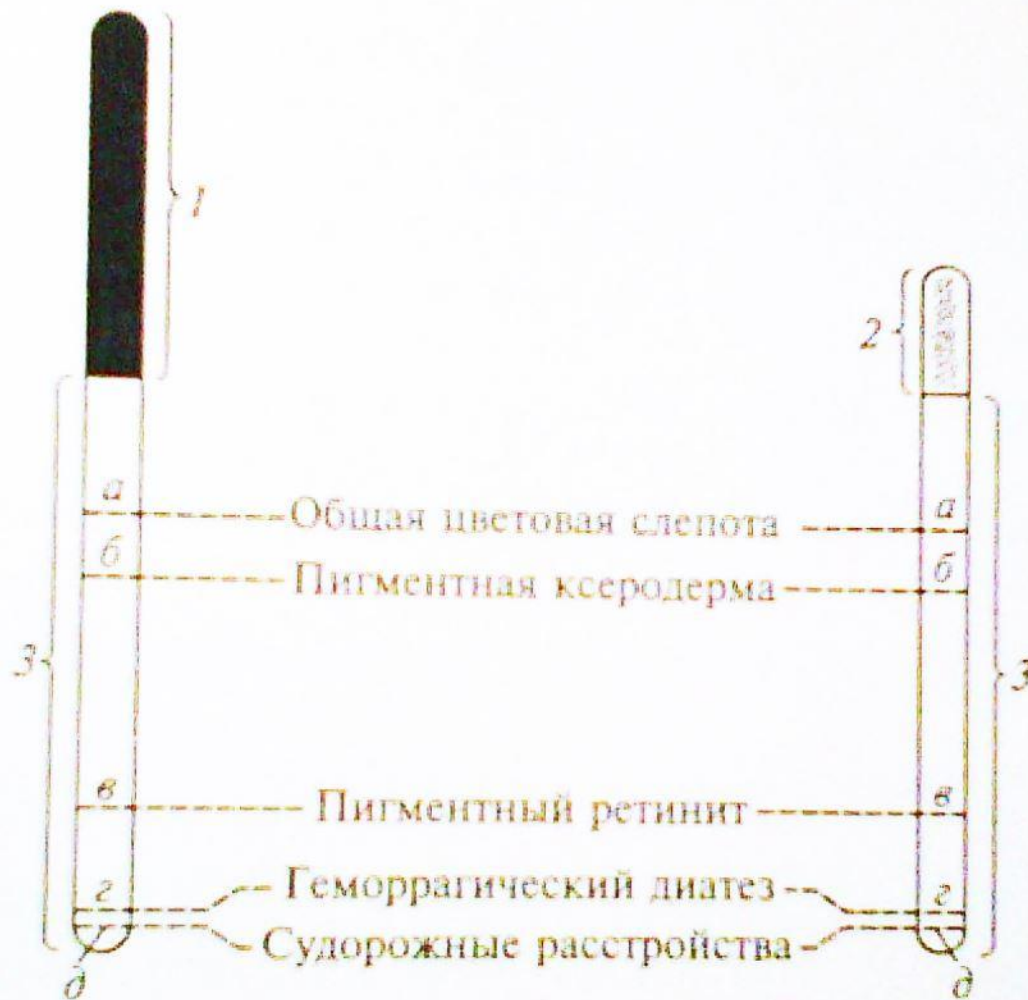 1
2
а Общая цветовая слепота а
б Пигментная ксеродерма б
3 3
в Пигментный ретинит в
г Геморрагический диатез г
Судорожные расстройства
д д